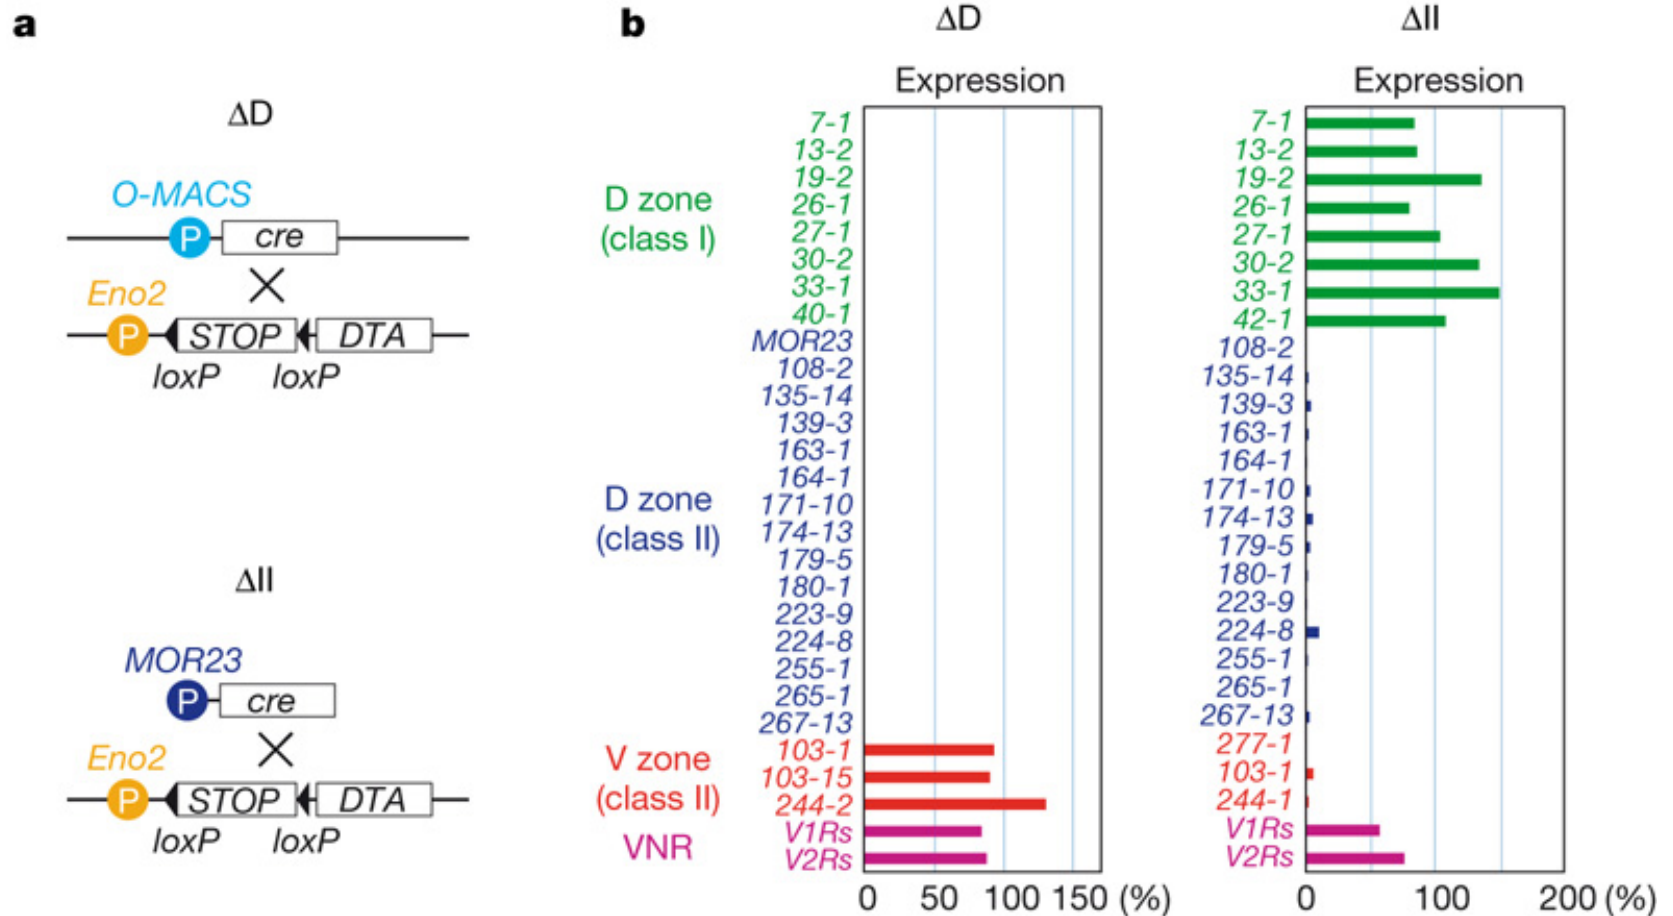 a
ΔD
O-MACS
P cre
Eno2
P STOP DTA
loxP loxP
ΔII
MOR23
P cre
Eno2
P STOP DTA
loxP loxP
b
ΔD
Expression
D zone
(class I)
7-1
13-2
19-2
26-1
27-1
30-2
33-1
40-1
D zone
(class II)
MOR23
108-2
135-14
139-3
163-1
164-1
171-10
174-13
179-5
180-1
223-9
224-8
255-1
265-1
267-13
V zone
(class II)
103-1
103-15
244-2
VNR
V1Rs
V2Rs
0 50 100 150 (%)
ΔII
Expression
7-1
13-2
19-2
26-1
27-1
30-2
33-1
42-1
108-2
135-14
139-3
163-1
164-1
171-10
174-13
179-5
180-1
223-9
224-8
255-1
265-1
267-13
277-1
103-1
244-1
V1Rs
V2Rs
0 100 200 (%)